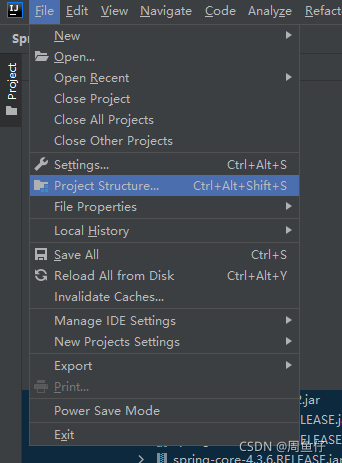 IJ File Edit View Navigate Code Analyze Refact
Spr
Project
New
Open...
Open Recent
Close Project
Close All Projects
Close Other Projects
Settings... Ctrl+Alt+S
Project Structure... Ctrl+Alt+Shift+S
File Properties
Local History
Save All Ctrl+S
Reload All from Disk Ctrl+Alt+Y
Invalidate Caches...
Manage IDE Settings
New Projects Settings
Export
Print...
2.jar
Power Save Mode
ELEASE.ja
Exit
CSDN @周鱼仔
spring-core-4.3.6.RELEASE.jar